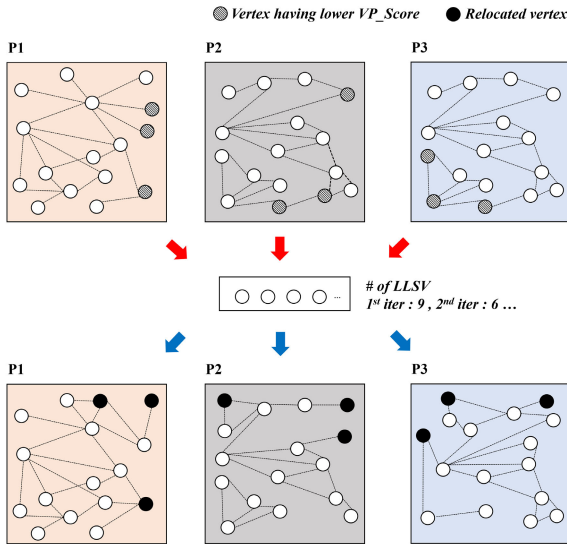 Vertex having lower VP_Score Relocated vertex
P1 P2 P3
# of LLSV
1st iter : 9 , 2nd iter : 6 ...
...
P1 P2 P3